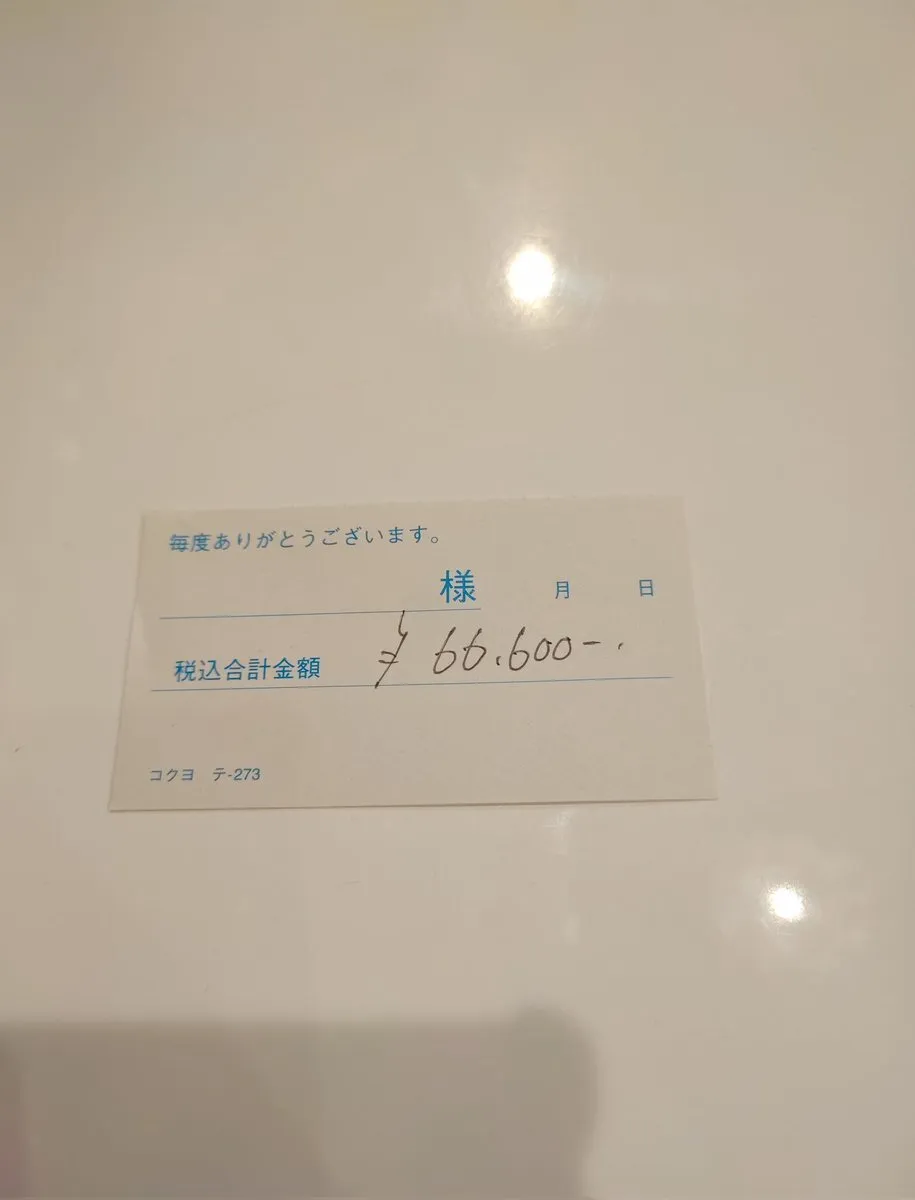 毎度ありがとうございます。
様 月 日
税込合計金額 ¥66.600-.
コクヨ テ-273